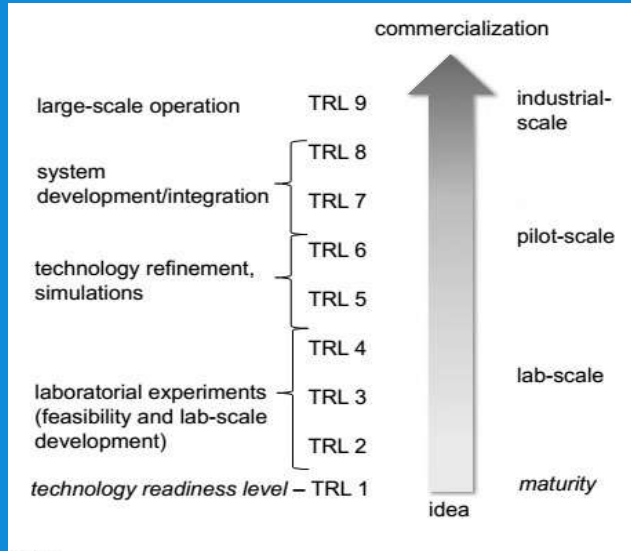 commercialization
large-scale operation
TRL 9
industrial-
scale
system
development/integration
TRL 8
TRL 7
technology refinement,
simulations
TRL 6
TRL 5
pilot-scale
laboratorial experiments
(feasibility and lab-scale
development)
TRL 4
TRL 3
TRL 2
lab-scale
technology readiness level – TRL 1
maturity
idea